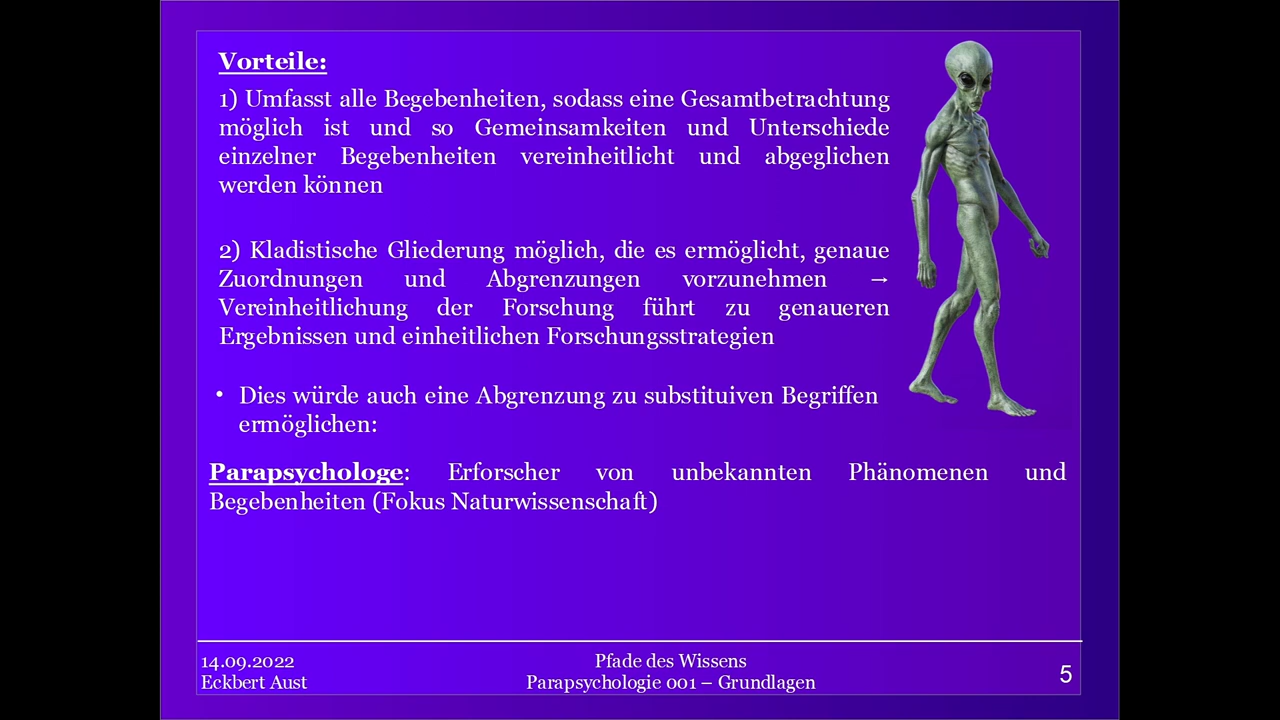 Vorteile:
1) Umfasst alle Begebenheiten, sodass eine Gesamtbetrachtung
möglich ist und so Gemeinsamkeiten und Unterschiede
einzelner Begebenheiten vereinheitlicht und abgeglichen
werden können
2) Kladistische Gliederung möglich, die es ermöglicht, genaue
Zuordnungen und Abgrenzungen vorzunehmen →
Vereinheitlichung der Forschung führt zu genaueren
Ergebnissen und einheitlichen Forschungsstrategien
• Dies würde auch eine Abgrenzung zu substituiven Begriffen
ermöglichen:
Parapsychologe: Erforscher von unbekannten Phänomenen und
Begebenheiten (Fokus Naturwissenschaft)
14.09.2022
Eckbert Aust
Pfade des Wissens
Parapsychologie 001 – Grundlagen
5